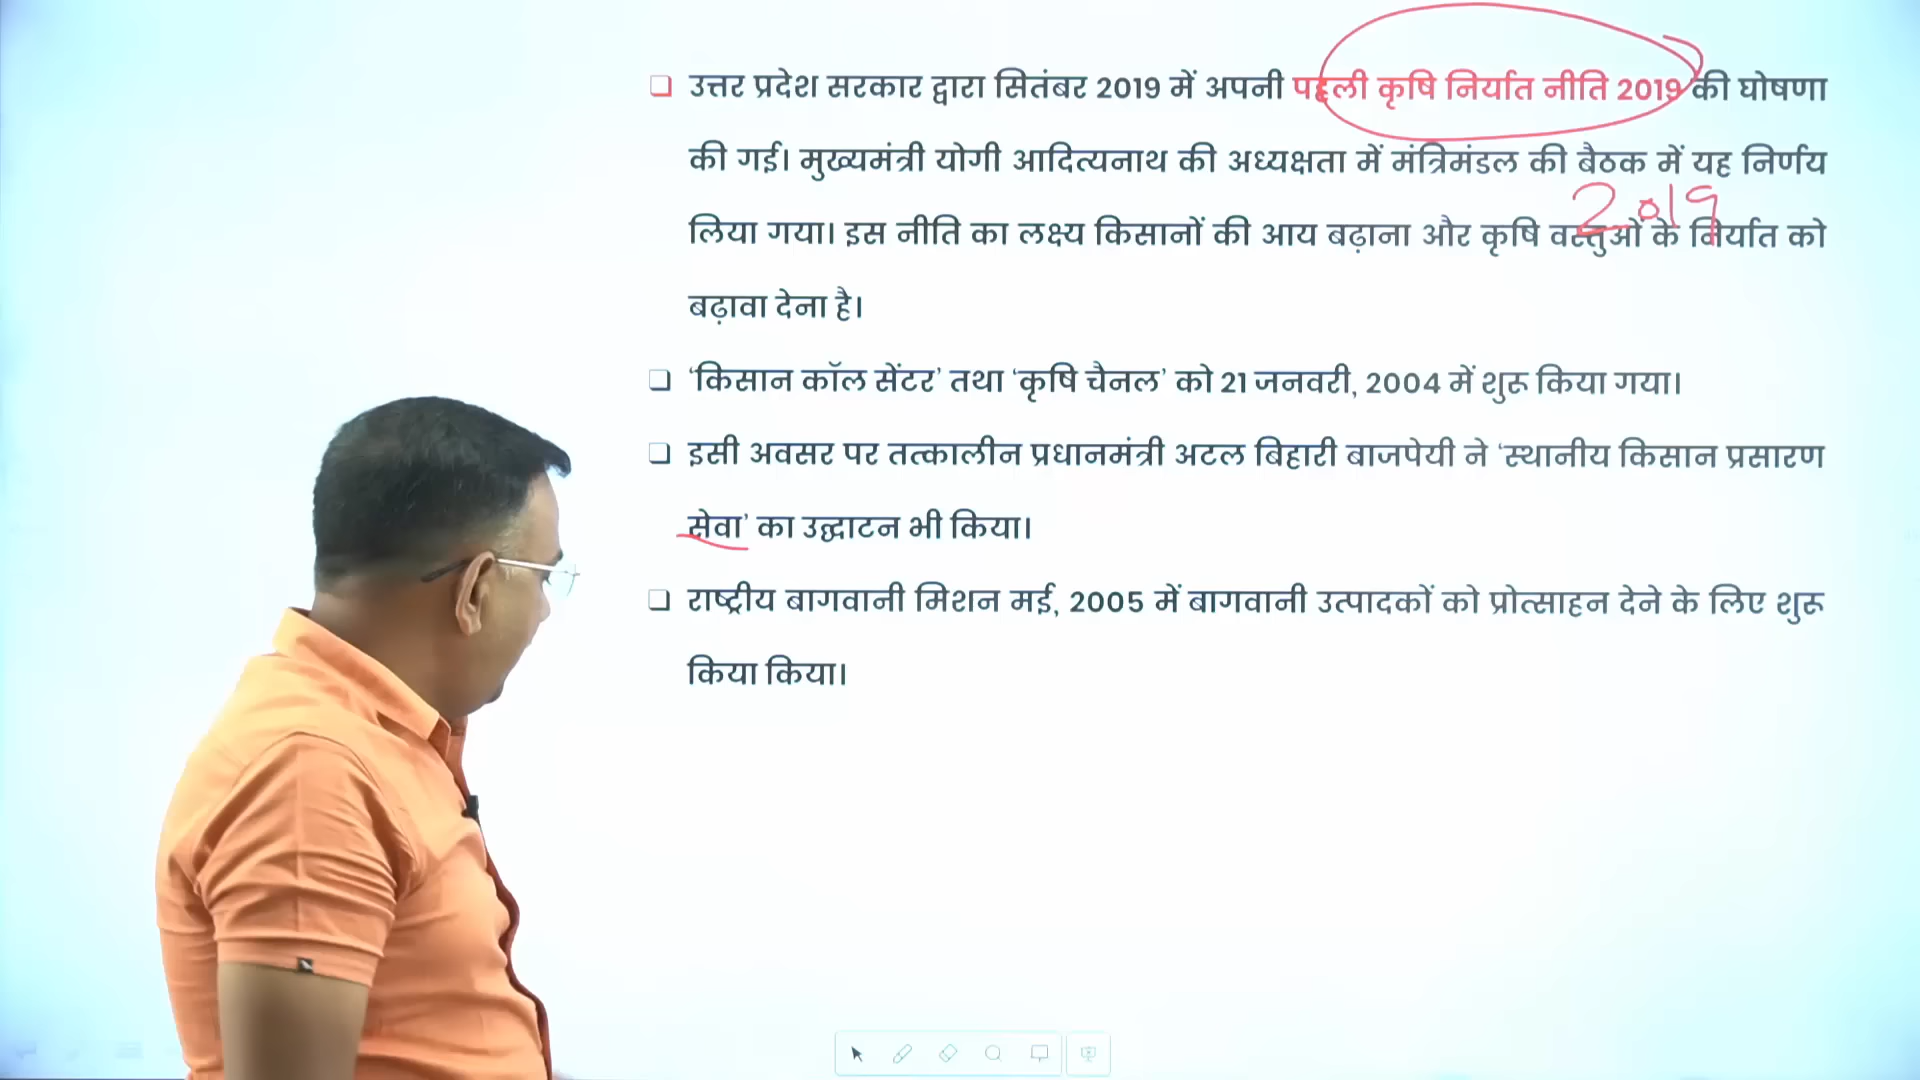 उत्तर प्रदेश सरकार द्वारा सितंबर 2019 में अपनी पहली कृषि निर्यात नीति 2019 की घोषणा
की गई। मुख्यमंत्री योगी आदित्यनाथ की अध्यक्षता में मंत्रिमंडल की बैठक में यह निर्णय
2019
लिया गया। इस नीति का लक्ष्य किसानों की आय बढ़ाना और कृषि वस्तुओं के निर्यात को
बढ़ावा देना है।
‘किसान कॉल सेंटर’ तथा ‘कृषि चैनल’ को 21 जनवरी, 2004 में शुरू किया गया।
इसी अवसर पर तत्कालीन प्रधानमंत्री अटल बिहारी बाजपेयी ने ‘स्थानीय किसान प्रसारण
सेवा’ का उद्घाटन भी किया।
राष्ट्रीय बागवानी मिशन मई, 2005 में बागवानी उत्पादकों को प्रोत्साहन देने के लिए शुरू
किया किया।